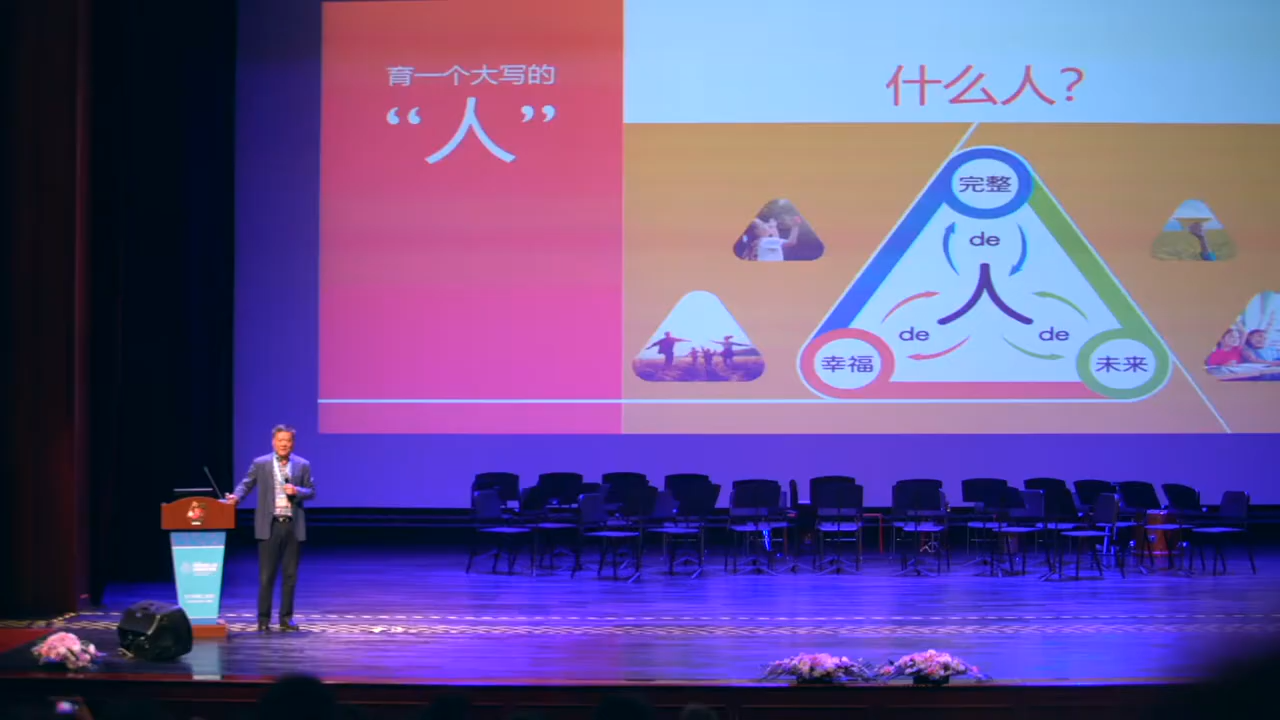 育一个大写的
“人”
什么人?
完整
de
人
de
de
幸福
未来